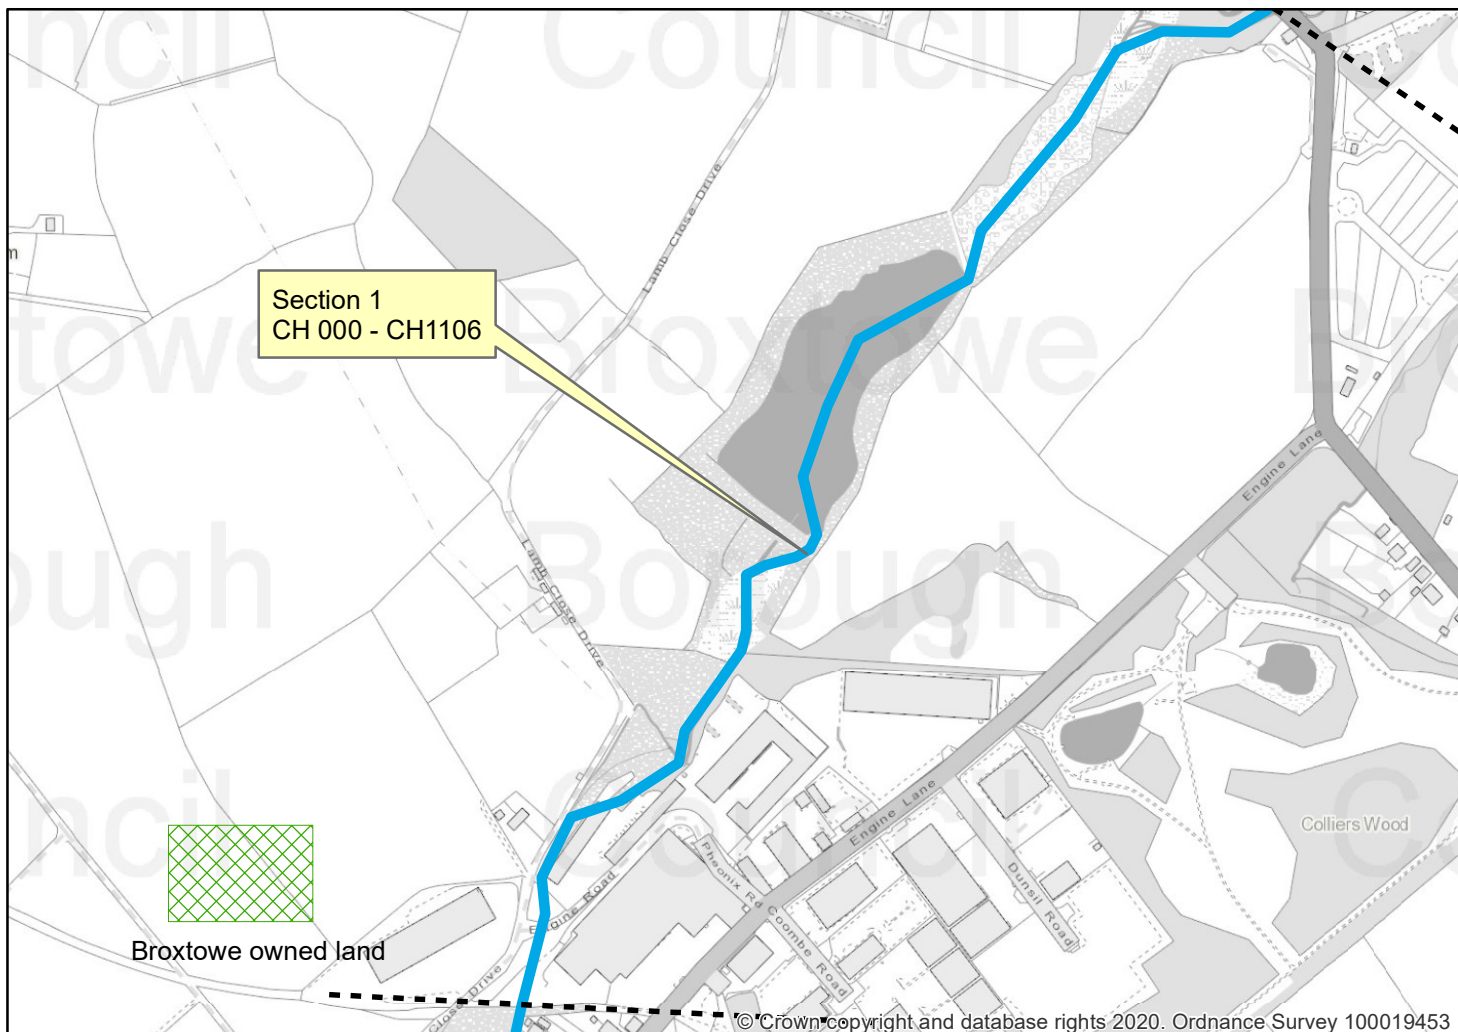 Council
Section 1
CH 000 - CH1106
Lamb Close Drive
Broxtowe
Engine Lane
Lamb Close Drive
Borough
Colliers Wood
Engine Lane
Council
Phoenix Rd
Dunsil Road
Coombe Road
Engine Road
Broxtowe owned land
Close Drive
© Crown copyright and database rights 2020. Ordnance Survey 100019453